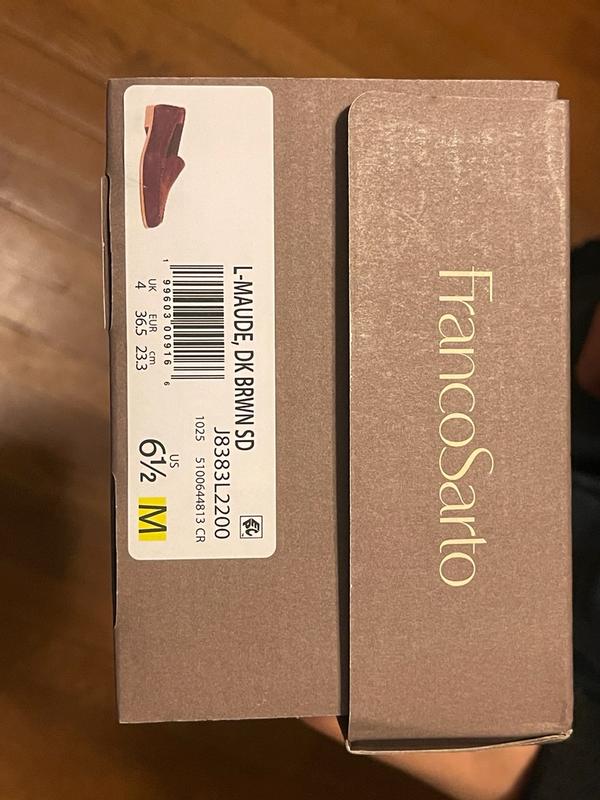 FrancoSarto
L-MAUDE, DK BRWN SD
J8383L2200
1025 5100644813 CR
1 99603 00916 6
UK EUR cm
4 36.5 23.3
US
6½ M